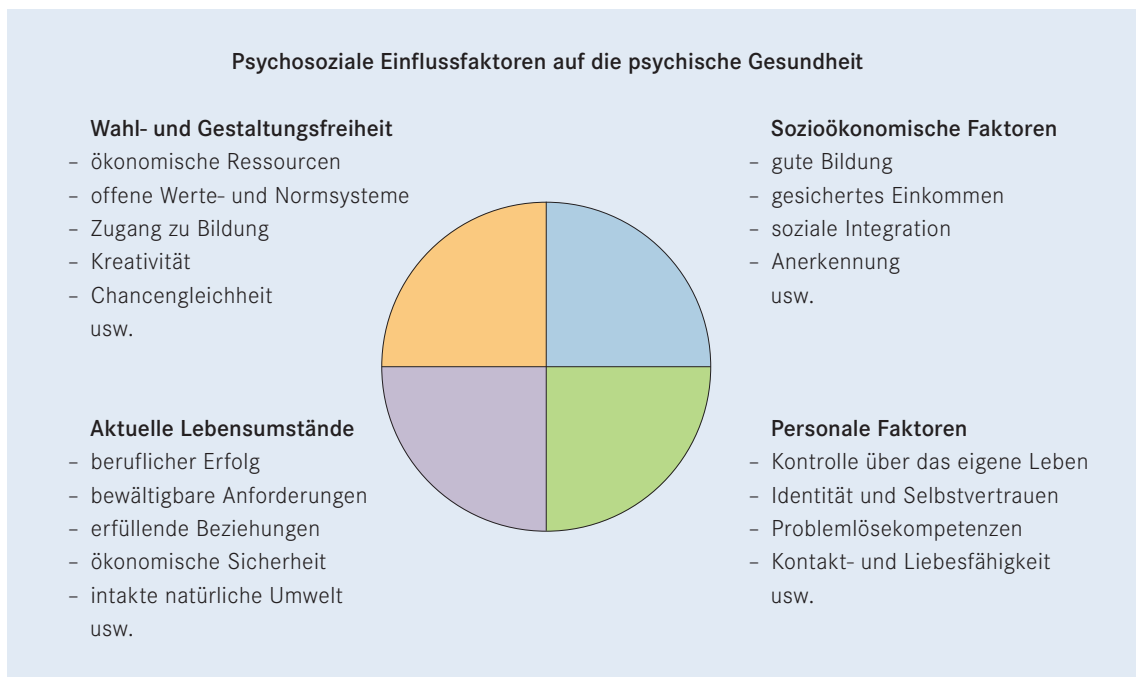 Psychosoziale Einflussfaktoren auf die psychische Gesundheit
Wahl- und Gestaltungsfreiheit
– ökonomische Ressourcen
– offene Werte- und Normsysteme
– Zugang zu Bildung
– Kreativität
– Chancengleichheit
usw.
Sozioökonomische Faktoren
– gute Bildung
– gesichertes Einkommen
– soziale Integration
– Anerkennung
usw.
Aktuelle Lebensumstände
– beruflicher Erfolg
– bewältigbare Anforderungen
– erfüllende Beziehungen
– ökonomische Sicherheit
– intakte natürliche Umwelt
usw.
Personale Faktoren
– Kontrolle über das eigene Leben
– Identität und Selbstvertrauen
– Problemlösekompetenzen
– Kontakt- und Liebesfähigkeit
usw.